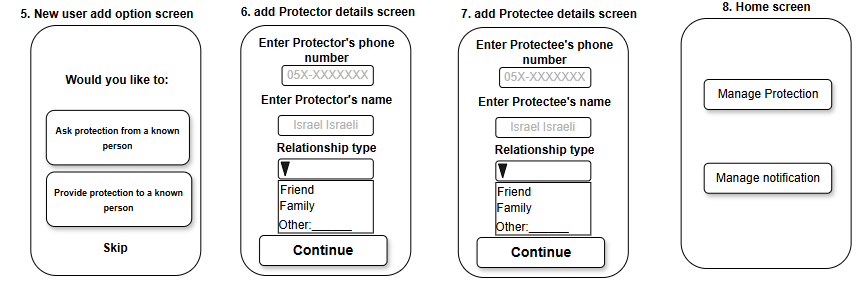 5. New user add option screen
Would you like to:
Ask protection from a known
person
Provide protection to a known
person
Skip
6. add Protector details screen
Enter Protector's phone
number
05X-XXXXXXX
Enter Protector's name
Israel Israeli
Relationship type
Friend
Family
Other:______
Continue
7. add Protectee details screen
Enter Protectee's phone
number
05X-XXXXXXX
Enter Protectee's name
Israel Israeli
Relationship type
Friend
Family
Other:______
Continue
8. Home screen
Manage Protection
Manage notification